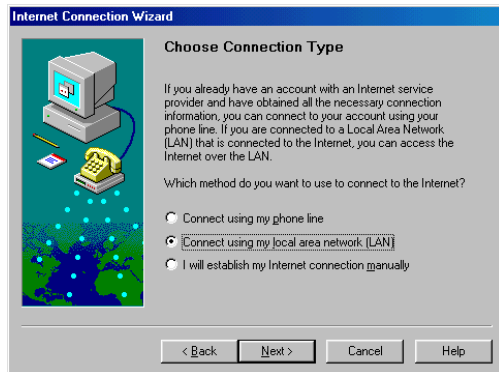 Internet Connection Wizard
Choose Connection Type
If you already have an account with an Internet service
provider and have obtained all the necessary connection
information, you can connect to your account using your
phone line. If you are connected to a Local Area Network
(LAN) that is connected to the Internet, you can access the
Internet over the LAN.
Which method do you want to use to connect to the Internet?
Connect using my phone line
Connect using my local area network (LAN)
I will establish my Internet connection manually
< Back
Next >
Cancel
Help